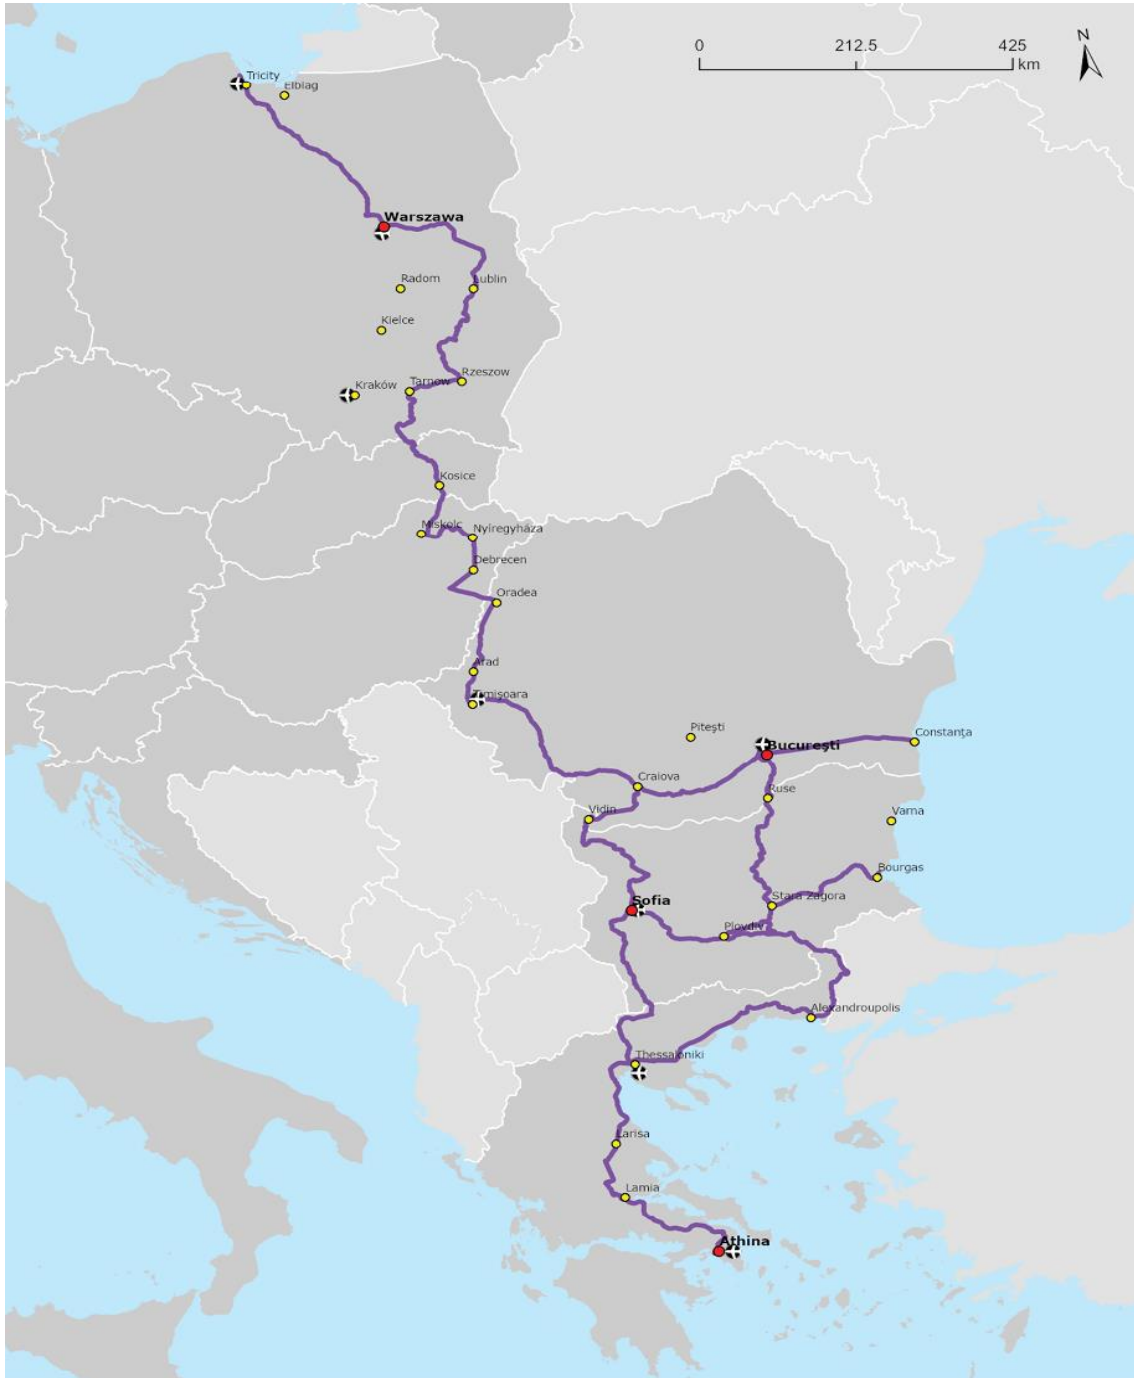 N
0 212.5 425
km
Tricity
Elblag
Warszawa
Radom
Lublin
Kielce
Rzeszow
Tarnow
Kraków
Kosice
Miskolc
Nyíregyháza
Debrecen
Oradea
Arad
Timişoara
Piteşti
Constanţa
Bucureşti
Craiova
Ruse
Vidin
Varna
Bourgas
Sofia
Stara Zagora
Plovdiv
Alexandroupolis
Thessaloniki
Larisa
Lamia
Athina